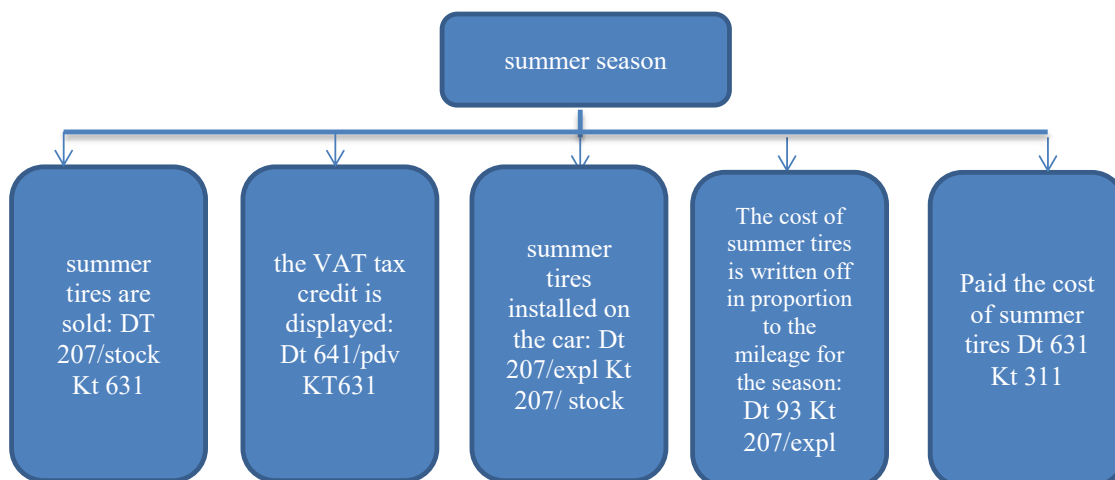 summer season
summer
tires are
sold: DT
207/stock
Kt 631
the VAT tax
credit is
displayed:
Dt 641/pdv
KT631
summer
tires
installed on
the car: Dt
207/expl Kt
207/ stock
The cost of
summer tires
is written off
in proportion
to the
mileage for
the season:
Dt 93 Kt
207/expl
Paid the cost
of summer
tires Dt 631
Kt 311